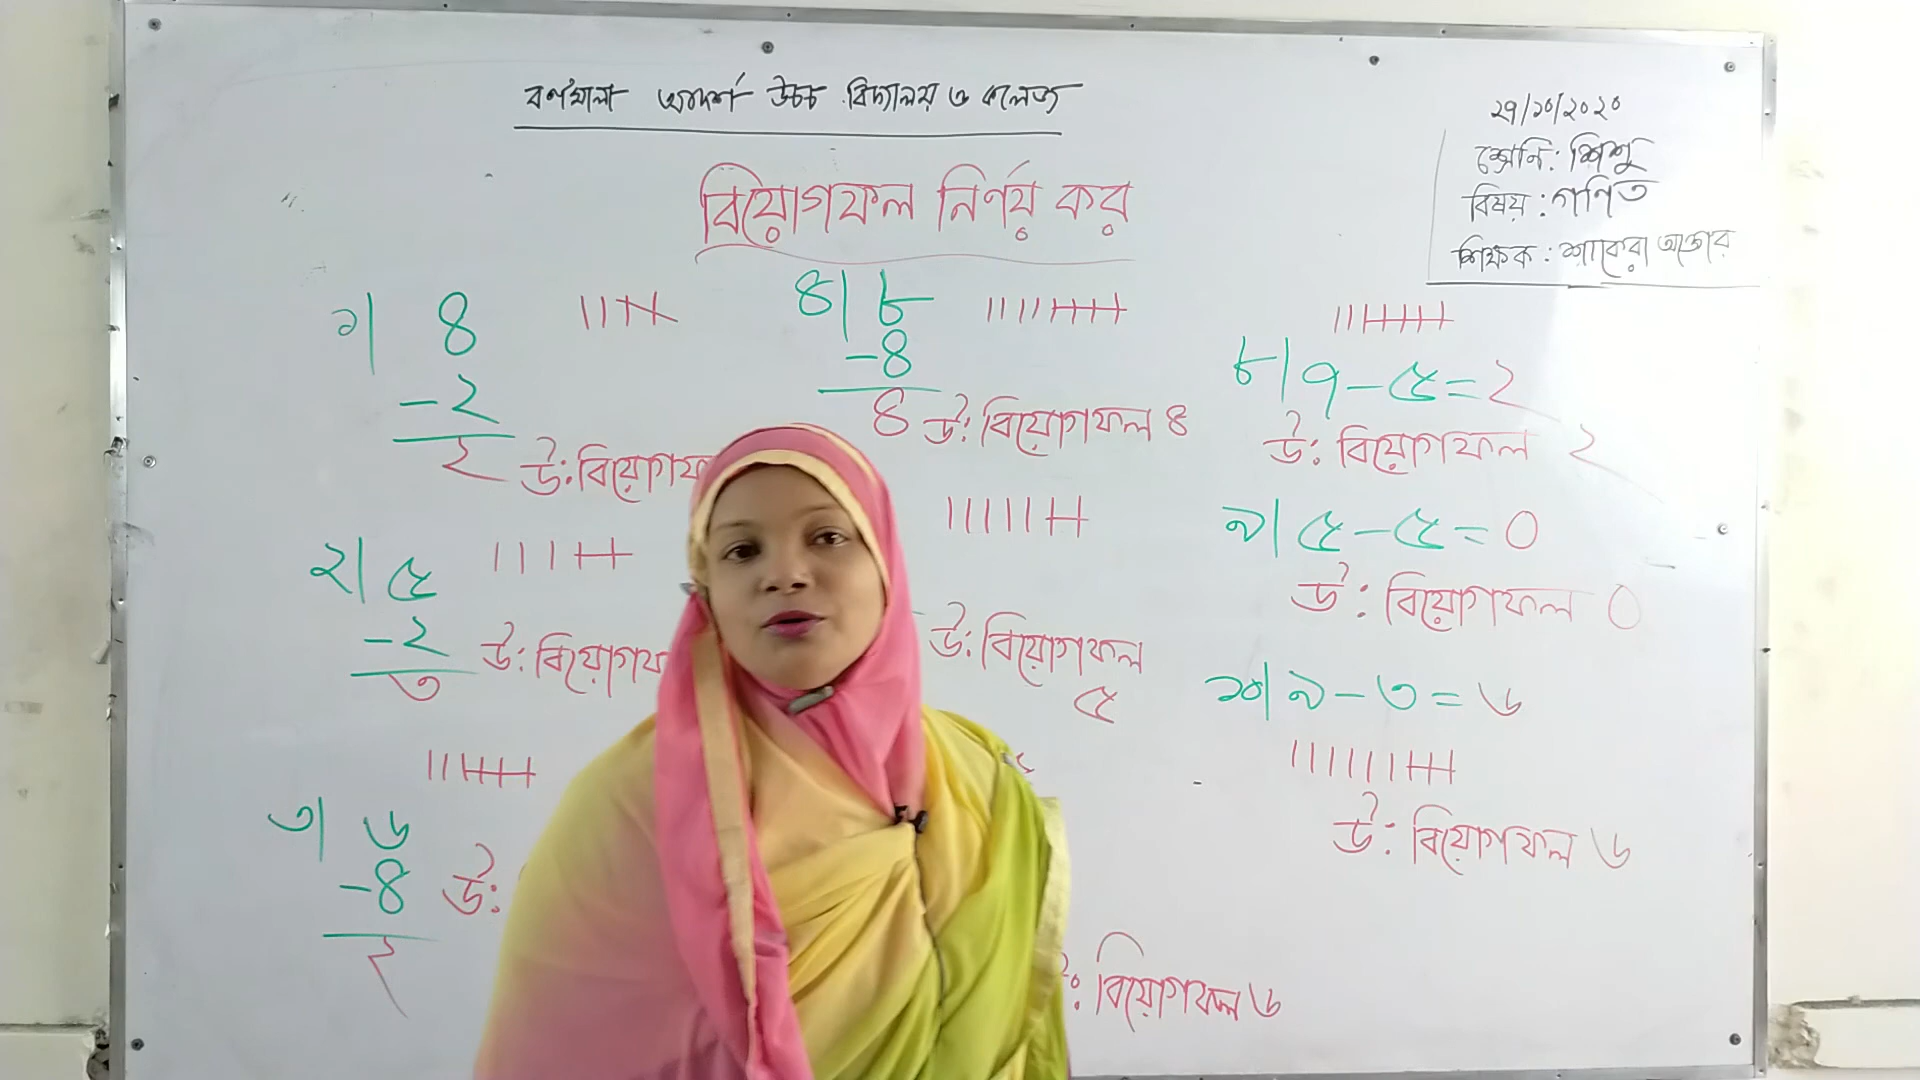 বর্ণমালা আদর্শ উচ্চ বিদ্যালয় ও কলেজ
২৭/১০/২০২০
শ্রেনি: শিশু
বিষয়: গণিত
শিক্ষক: শাকেরা আক্তার
বিয়োগফল নির্ণয় কর
১| ৪
-২
২ উ: বিয়োগফ
২| ৫
-২
৩ উ: বিয়োগফ
৩| ৬
-৪ উ:
২
৪| ৮
-৪
৪ উ: বিয়োগফল ৪
উ: বিয়োগফল
৫
: বিয়োগফল ৬
৮| ৭-৫=২
উ: বিয়োগফল ২
৯| ৫-৫=০
উ: বিয়োগফল ০
১০| ৯-৩=৬
উ: বিয়োগফল ৬